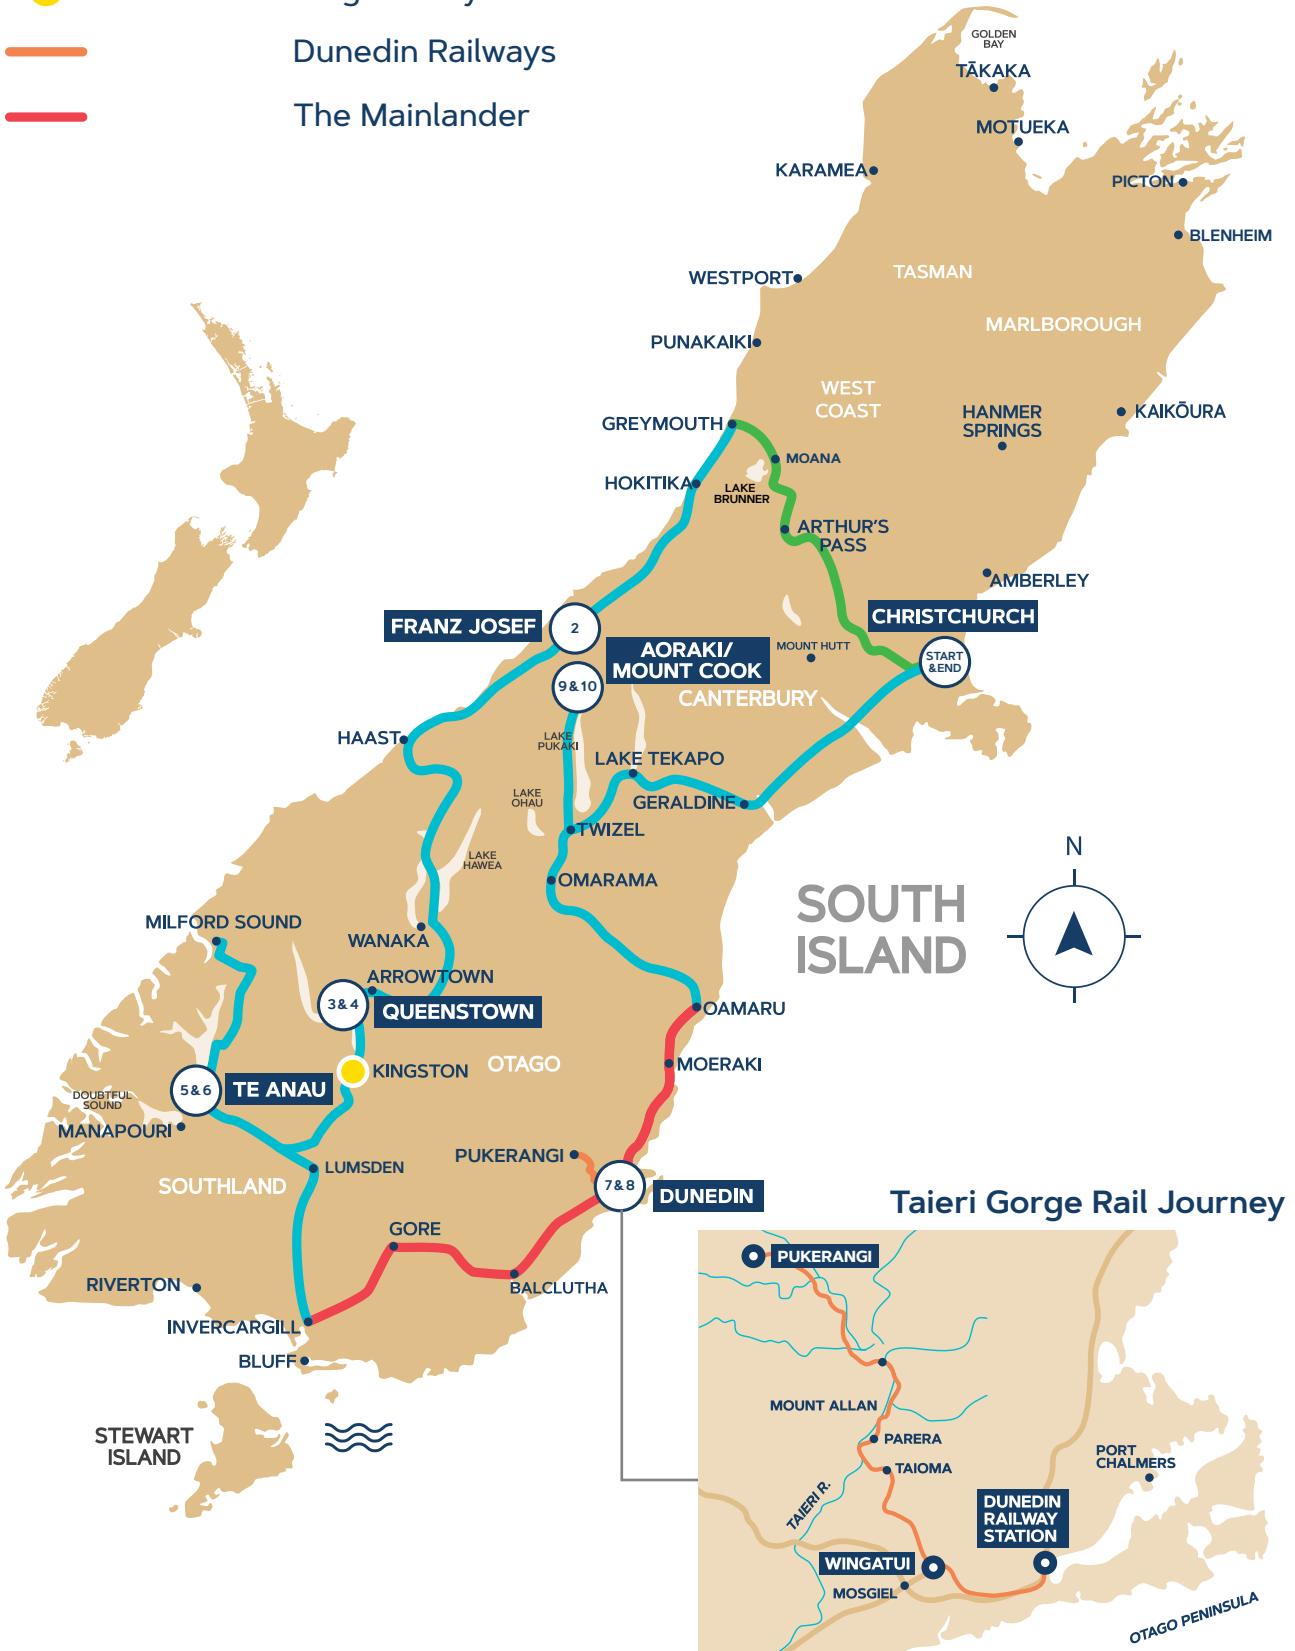 Dunedin Railways
The Mainlander
GOLDEN
BAY
TĀKAKA
MOTUEKA
KARAMEA
PICTON
BLENHEIM
WESTPORT
TASMAN
MARLBOROUGH
PUNAKAIKI
WEST
COAST
GREYMOUTH
HANMER
SPRINGS
KAIKŌURA
MOANA
HOKITIKA
LAKE
BRUNNER
ARTHUR'S
PASS
AMBERLEY
CHRISTCHURCH
FRANZ JOSEF
2
AORAKI/
MOUNT COOK
MOUNT HUTT
START
&END
9 & 10
CANTERBURY
HAAST
LAKE
PUKAKI
LAKE TEKAPO
LAKE
OHAU
GERALDINE
TWIZEL
LAKE
HAWEA
OMARAMA
N
SOUTH
ISLAND
MILFORD SOUND
WANAKA
ARROWTOWN
3 & 4
QUEENSTOWN
OAMARU
OTAGO
MOERAKI
KINGSTON
5 & 6
TE ANAU
DOUBTFUL
SOUND
MANAPOURI
PUKERANGI
LUMSDEN
SOUTHLAND
7 & 8
DUNEDIN
GORE
RIVERTON
BALCLUTHA
INVERCARGILL
BLUFF
STEWART
ISLAND
Taieri Gorge Rail Journey
PUKERANGI
MOUNT ALLAN
PARERA
TAIOMA
PORT
CHALMERS
TAIERI R.
DUNEDIN
RAILWAY
STATION
WINGATUI
MOSGIEL
OTAGO PENINSULA